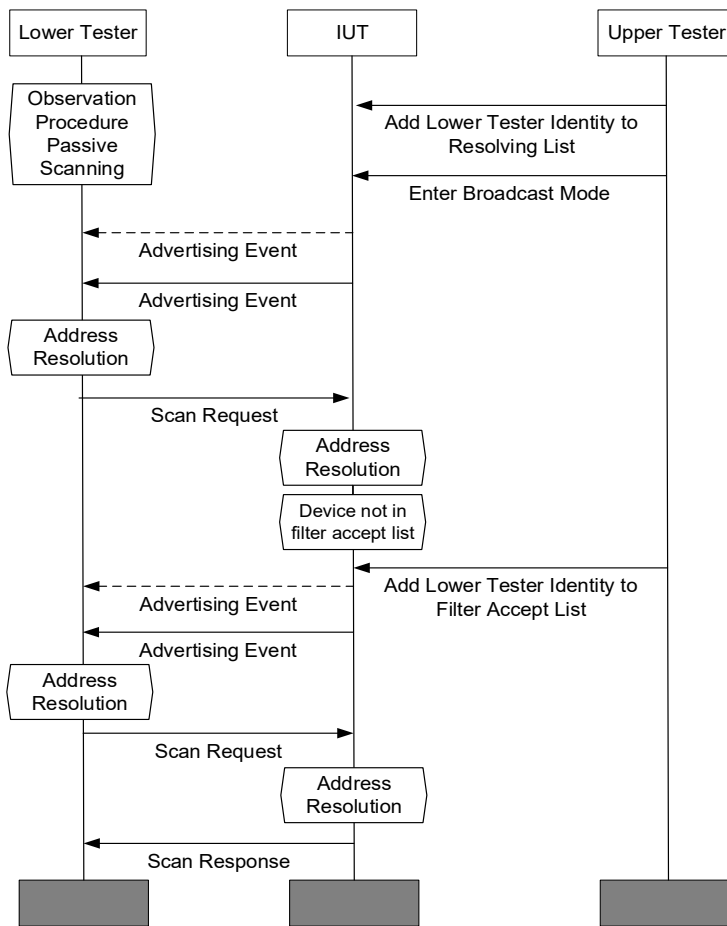 Lower Tester
IUT
Upper Tester
Observation
Procedure
Passive
Scanning
Add Lower Tester Identity to
Resolving List
Enter Broadcast Mode
Advertising Event
Advertising Event
Address
Resolution
Scan Request
Address
Resolution
Device not in
filter accept list
Add Lower Tester Identity to
Filter Accept List
Advertising Event
Advertising Event
Address
Resolution
Scan Request
Address
Resolution
Scan Response